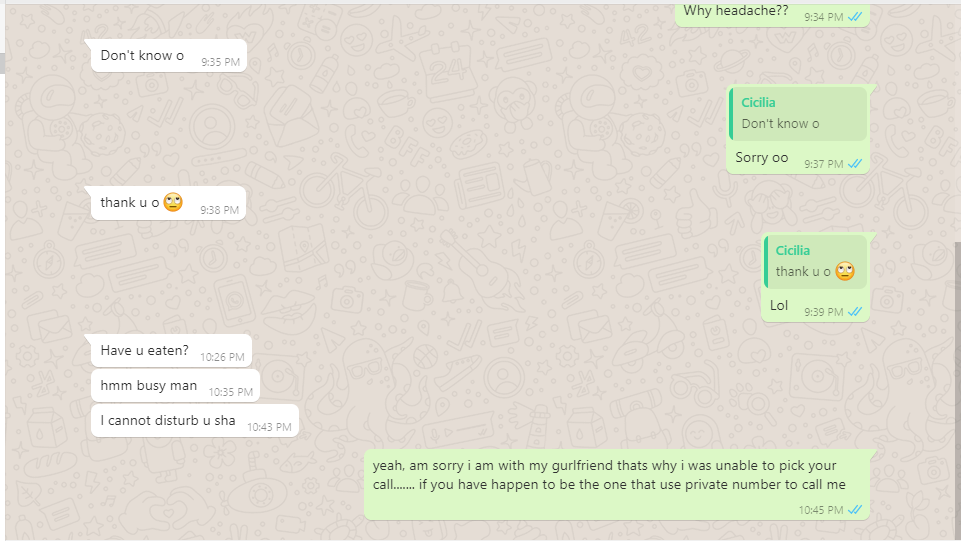 Why headache??
9:34 PM
Don't know o
9:35 PM
Cicilia
Don't know o
Sorry oo
9:37 PM
thank u o 🙄
9:38 PM
Cicilia
thank u o 🙄
Lol
9:39 PM
Have u eaten?
10:26 PM
hmm busy man
10:35 PM
I cannot disturb u sha
10:43 PM
yeah, am sorry i am with my gurlfriend thats why i was unable to pick your
call....... if you have happen to be the one that use private number to call me
10:45 PM